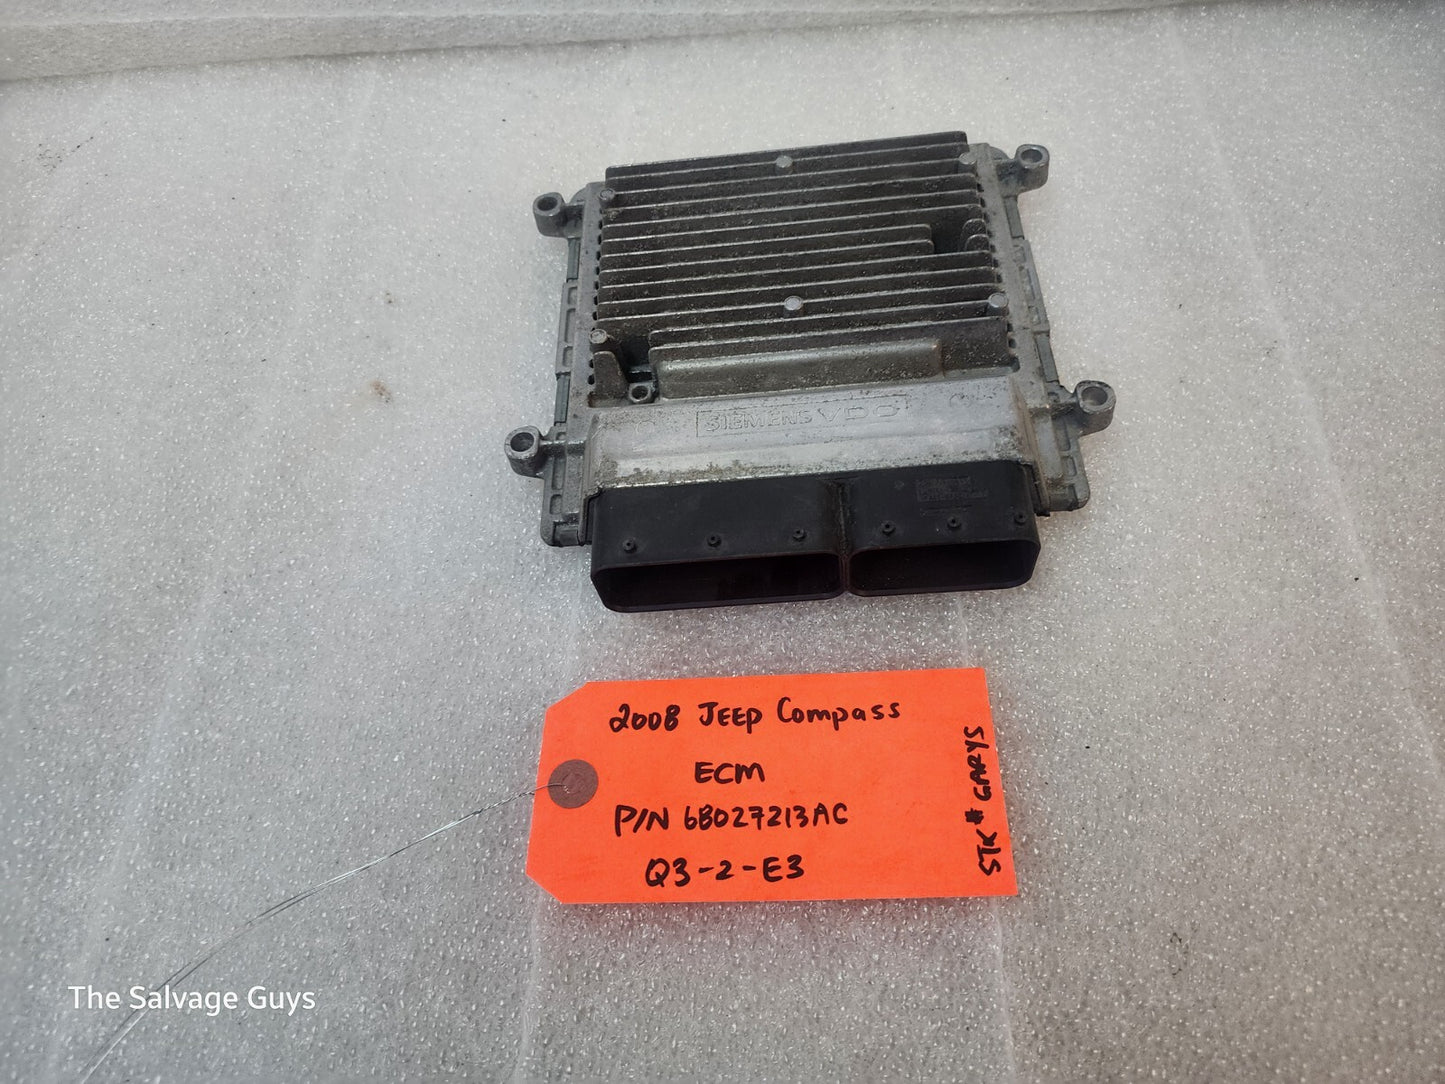 SIEMENS VDO
2008 JEEP Compass
ECM
P/N 68027213AC
Q3-2-E3
STK # GARYS
The Salvage Guys